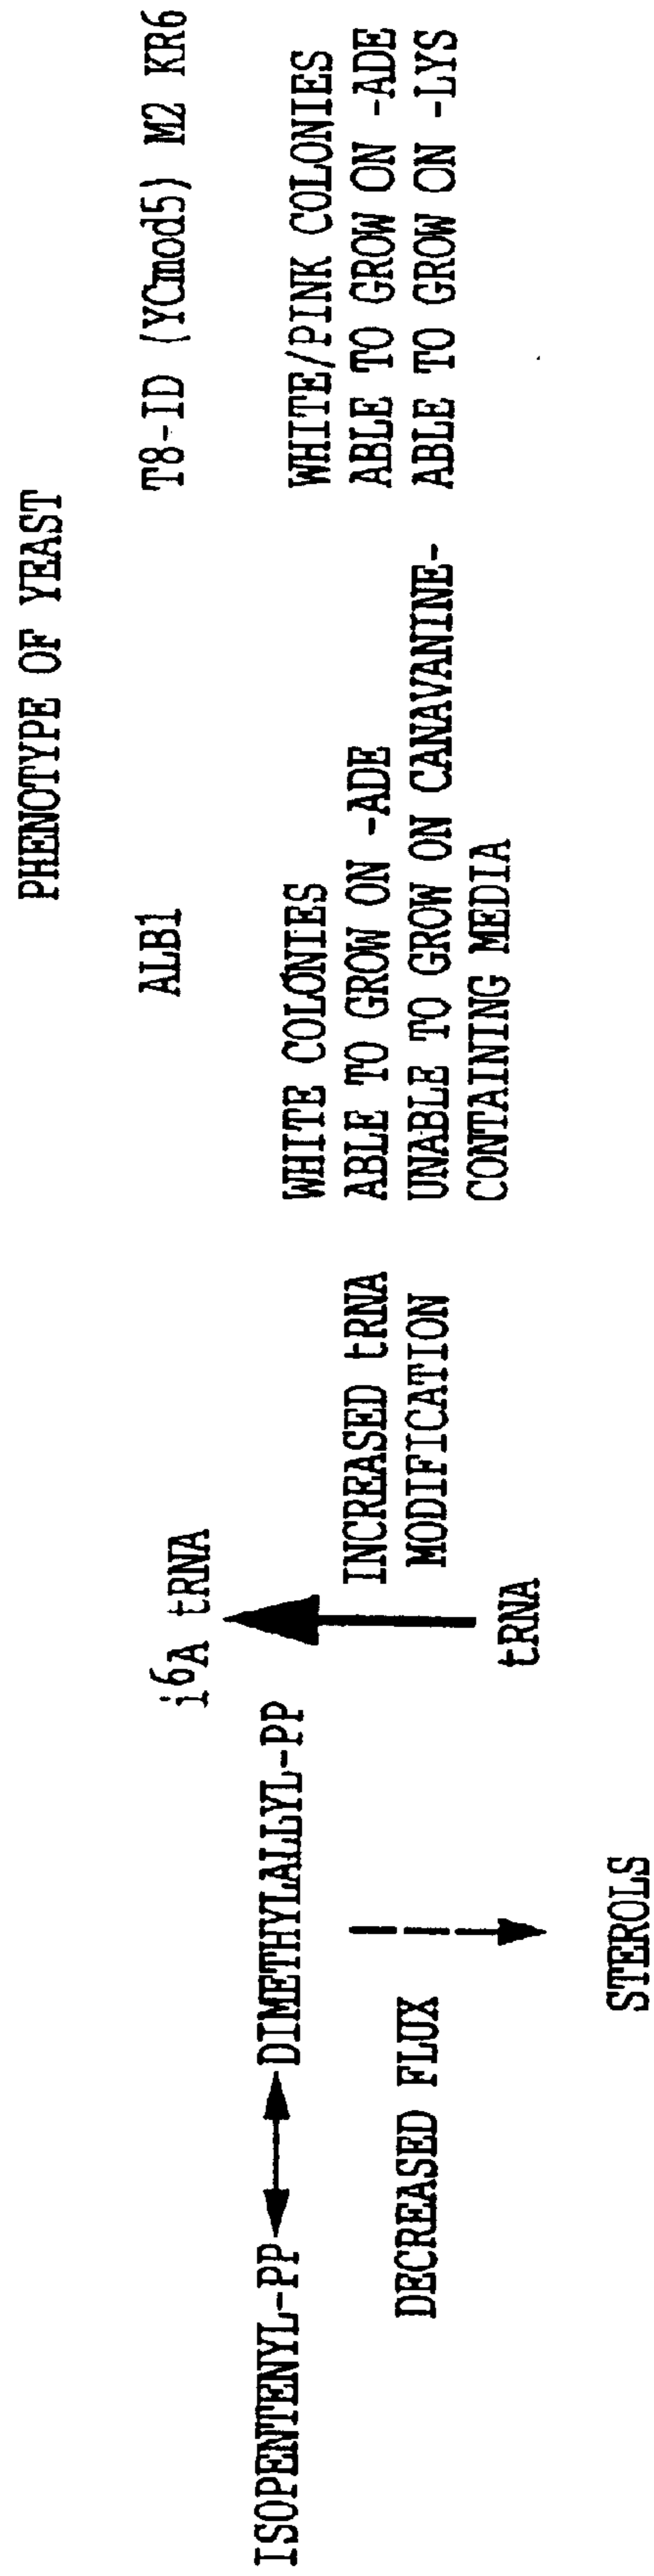 PHENOTYPE OF YEAST
ALB1
T8-ID (YCmod5) M2 KR6
i6A tRNA
ISOPENTENYL-PP
DIMETHYLALLYL-PP
DECREASED FLUX
STEROLS
tRNA
INCREASED tRNA
MODIFICATION
WHITE COLONIES
ABLE TO GROW ON -ADE
UNABLE TO GROW ON CANAVANINE-
CONTAINING MEDIA
WHITE/PINK COLONIES
ABLE TO GROW ON -ADE
ABLE TO GROW ON -LYS